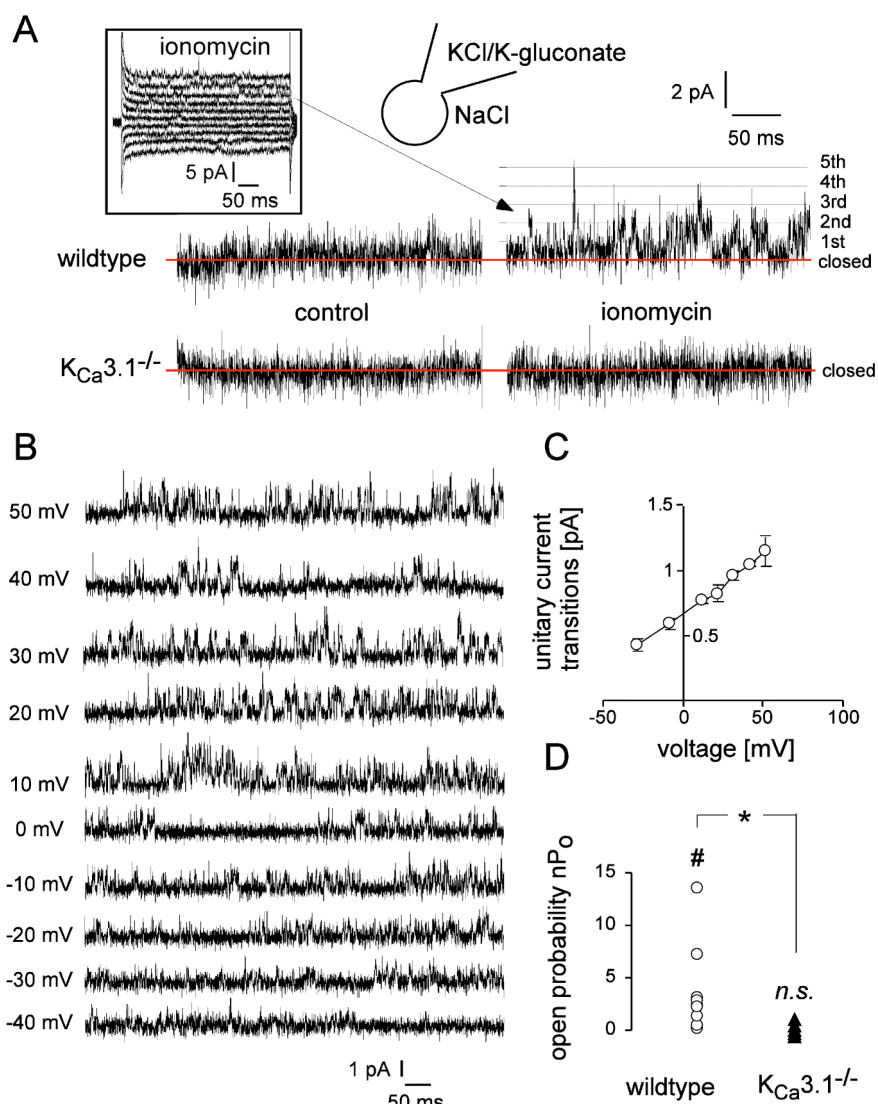 A
ionomycin
5 pA
50 ms
KCl/K-gluconate
NaCl
2 pA
50 ms
5th
4th
3rd
2nd
1st
closed
wildtype
control
ionomycin
KCa3.1-/-
closed
B
50 mV
40 mV
30 mV
20 mV
10 mV
0 mV
-10 mV
-20 mV
-30 mV
-40 mV
1 pA
50 ms
C
unitary current
transitions [pA]
1.5
1
0.5
-50
0
50
100
voltage [mV]
D
*
#
open probability nPo
15
10
5
0
n.s.
wildtype
KCa3.1-/-